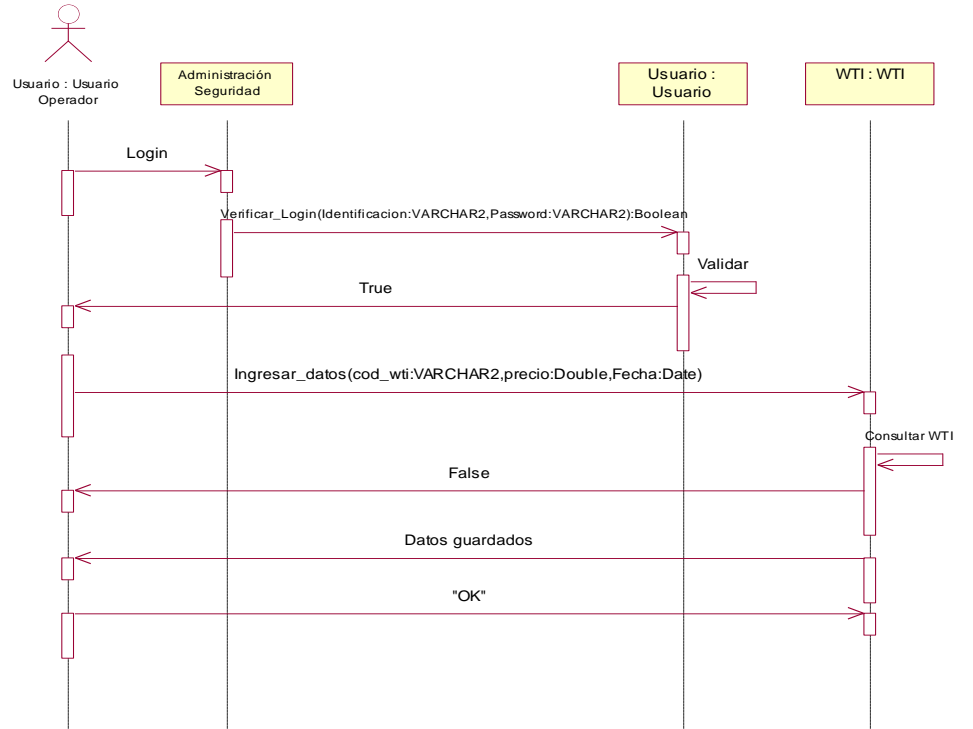 Usuario : Usuario
Operador
Administración
Seguridad
Usuario :
Usuario
WTI : WTI
Login
Verificar_Login(Identificacion:VARCHAR2,Password:VARCHAR2):Boolean
Validar
True
Ingresar_datos(cod_wti:VARCHAR2,precio:Double,Fecha:Date)
Consultar WTI
False
Datos guardados
"OK"